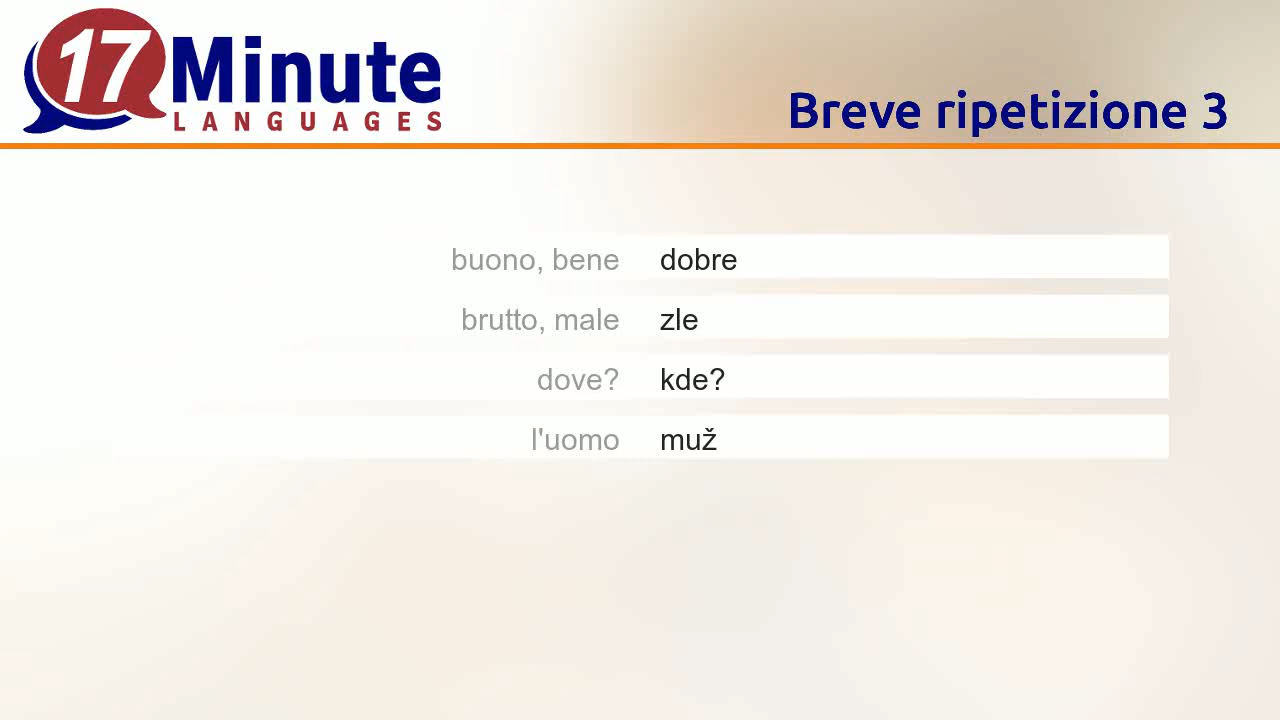 17 Minute
LANGUAGES
Breve ripetizione 3
buono, bene dobre
brutto, male zle
dove? kde?
l'uomo muž